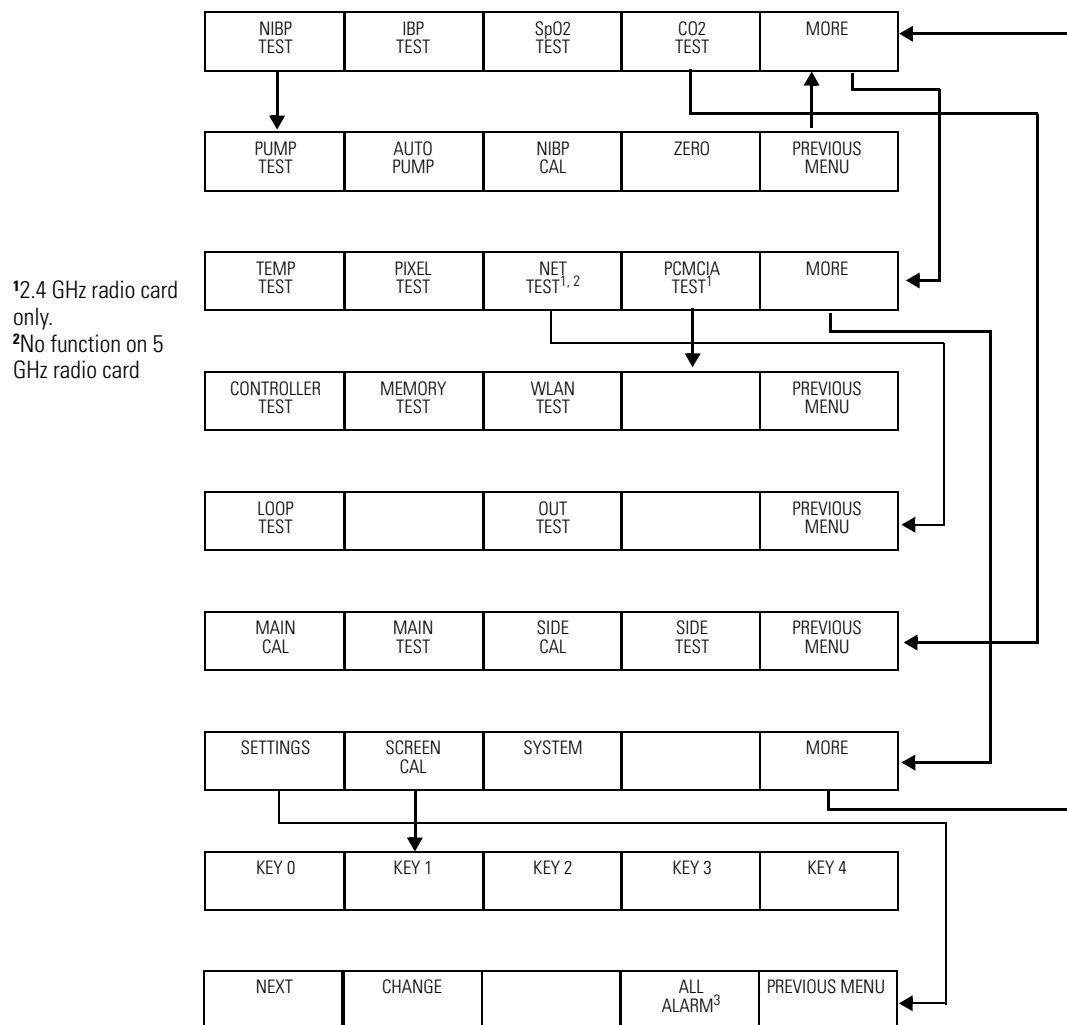 NIBP
TEST
IBP
TEST
SpO2
TEST
CO2
TEST
MORE
PUMP
TEST
AUTO
PUMP
NIBP
CAL
ZERO
PREVIOUS
MENU
TEMP
TEST
PIXEL
TEST
NET
TEST1, 2
PCMCIA
TEST1
MORE
12.4 GHz radio card
only.
2No function on 5
GHz radio card
CONTROLLER
TEST
MEMORY
TEST
WLAN
TEST
PREVIOUS
MENU
LOOP
TEST
OUT
TEST
PREVIOUS
MENU
MAIN
CAL
MAIN
TEST
SIDE
CAL
SIDE
TEST
PREVIOUS
MENU
SETTINGS
SCREEN
CAL
SYSTEM
MORE
KEY 0
KEY 1
KEY 2
KEY 3
KEY 4
NEXT
CHANGE
ALL
ALARM3
PREVIOUS MENU